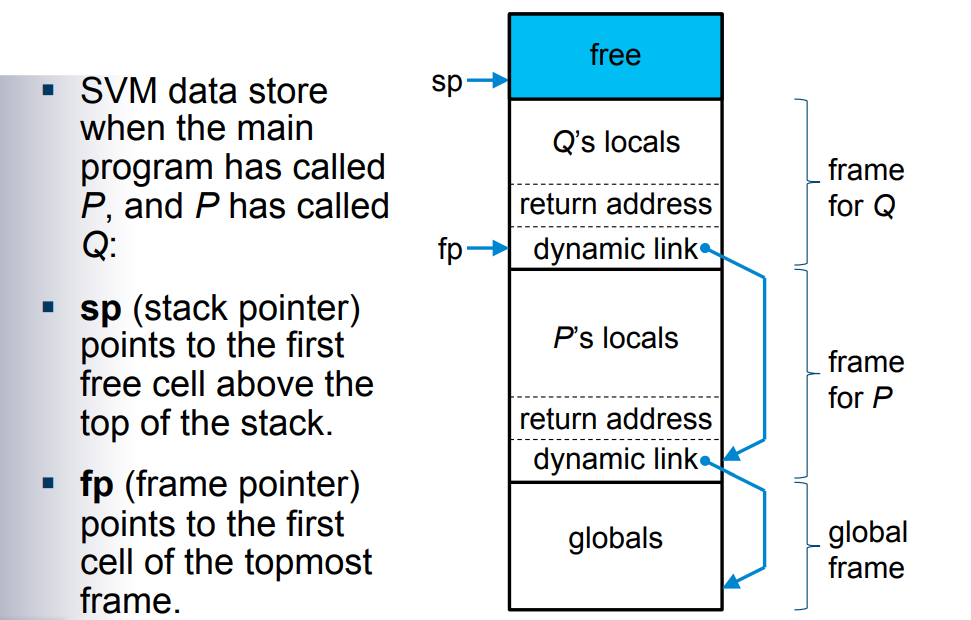 ▪ SVM data store
when the main
program has called
P, and P has called
Q:
▪ sp (stack pointer)
points to the first
free cell above the
top of the stack.
▪ fp (frame pointer)
points to the first
cell of the topmost
frame.
free
sp
Q’s locals
return address
fp
dynamic link
frame
for Q
P’s locals
return address
dynamic link
frame
for P
globals
global
frame